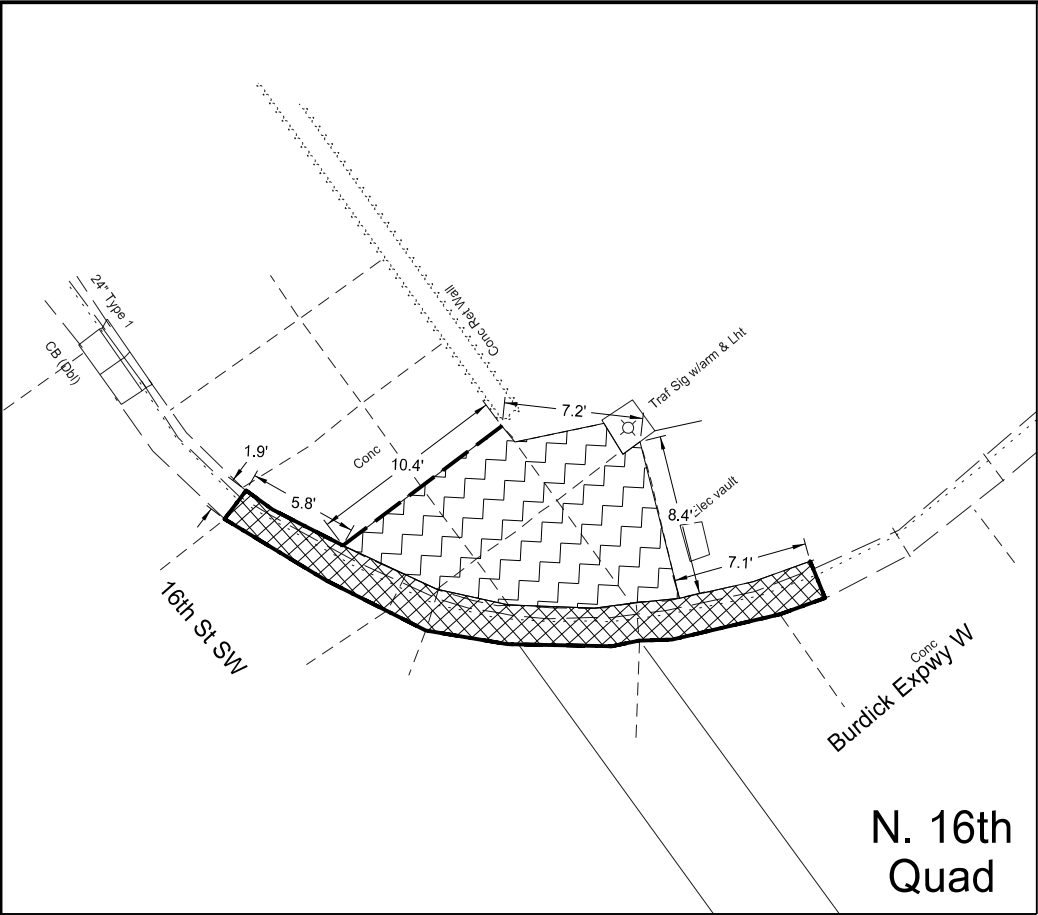 24" Type 1
CB (Dbl)
Conc Ret Wall
Traf Sig w/arm & Lht
7.2'
1.9'
Conc
10.4'
5.8'
8.4'
Elec vault
7.1'
16th St SW
Conc
Burdick Expwy W
N. 16th
Quad